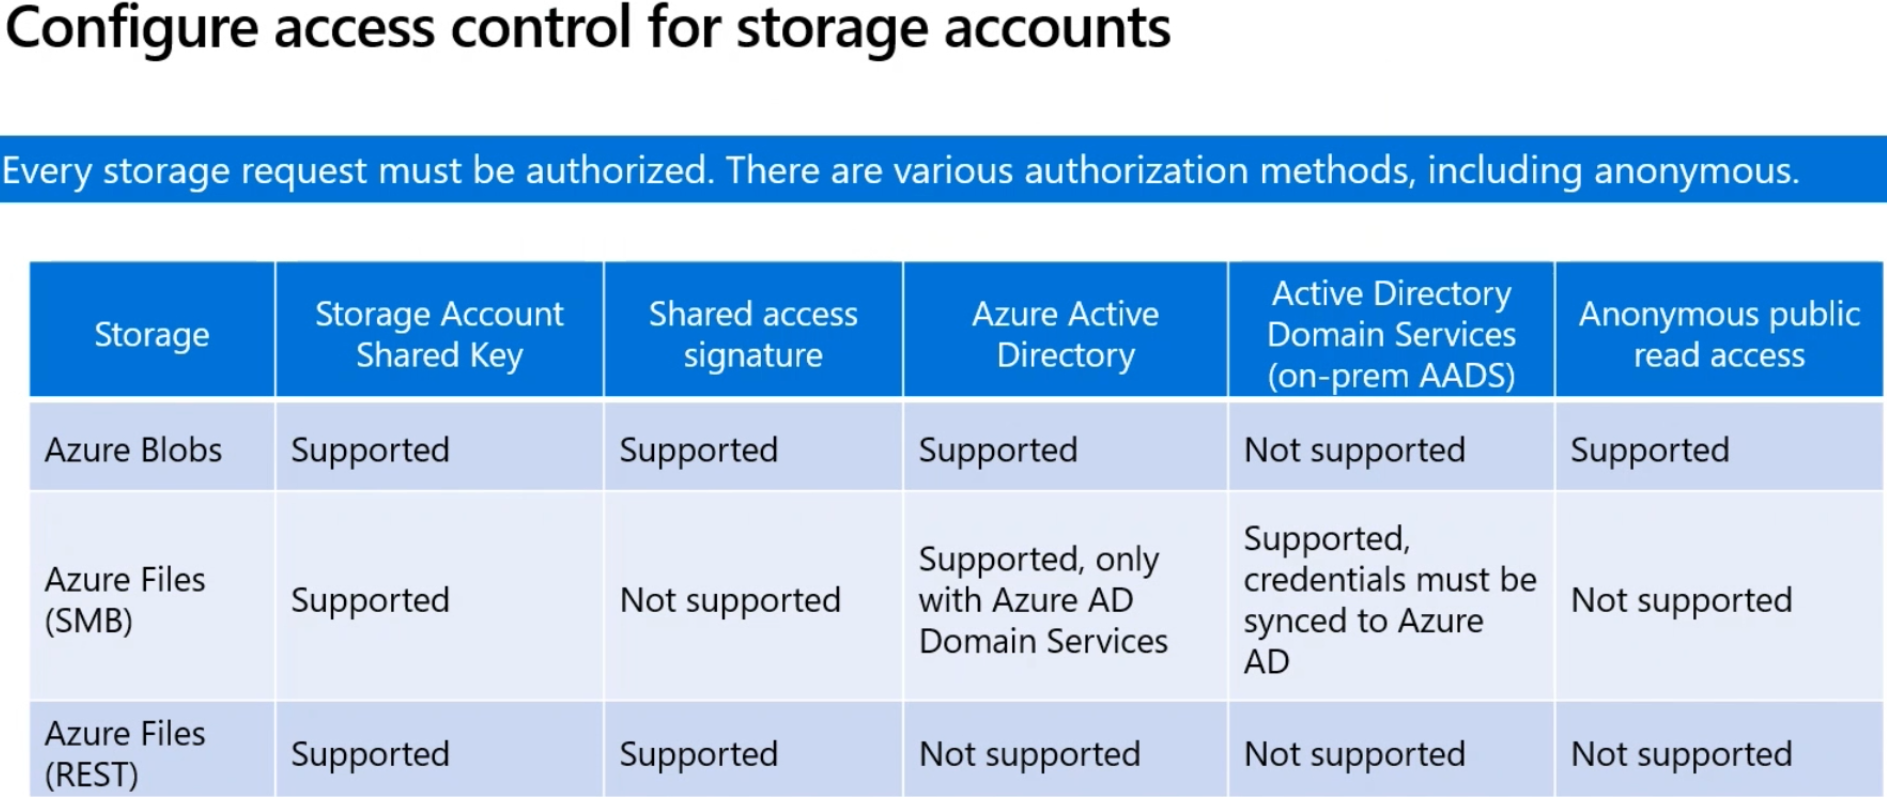 Configure access control for storage accounts
Every storage request must be authorized. There are various authorization methods, including anonymous.
Storage
Storage Account
Shared Key
Shared access
signature
Azure Active
Directory
Active Directory
Domain Services
(on-prem AADS)
Anonymous public
read access
Azure Blobs
Supported
Supported
Supported
Not supported
Supported
Azure Files
(SMB)
Supported
Not supported
Supported, only
with Azure AD
Domain Services
Supported,
credentials must be
synced to Azure
AD
Not supported
Azure Files
(REST)
Supported
Supported
Not supported
Not supported
Not supported